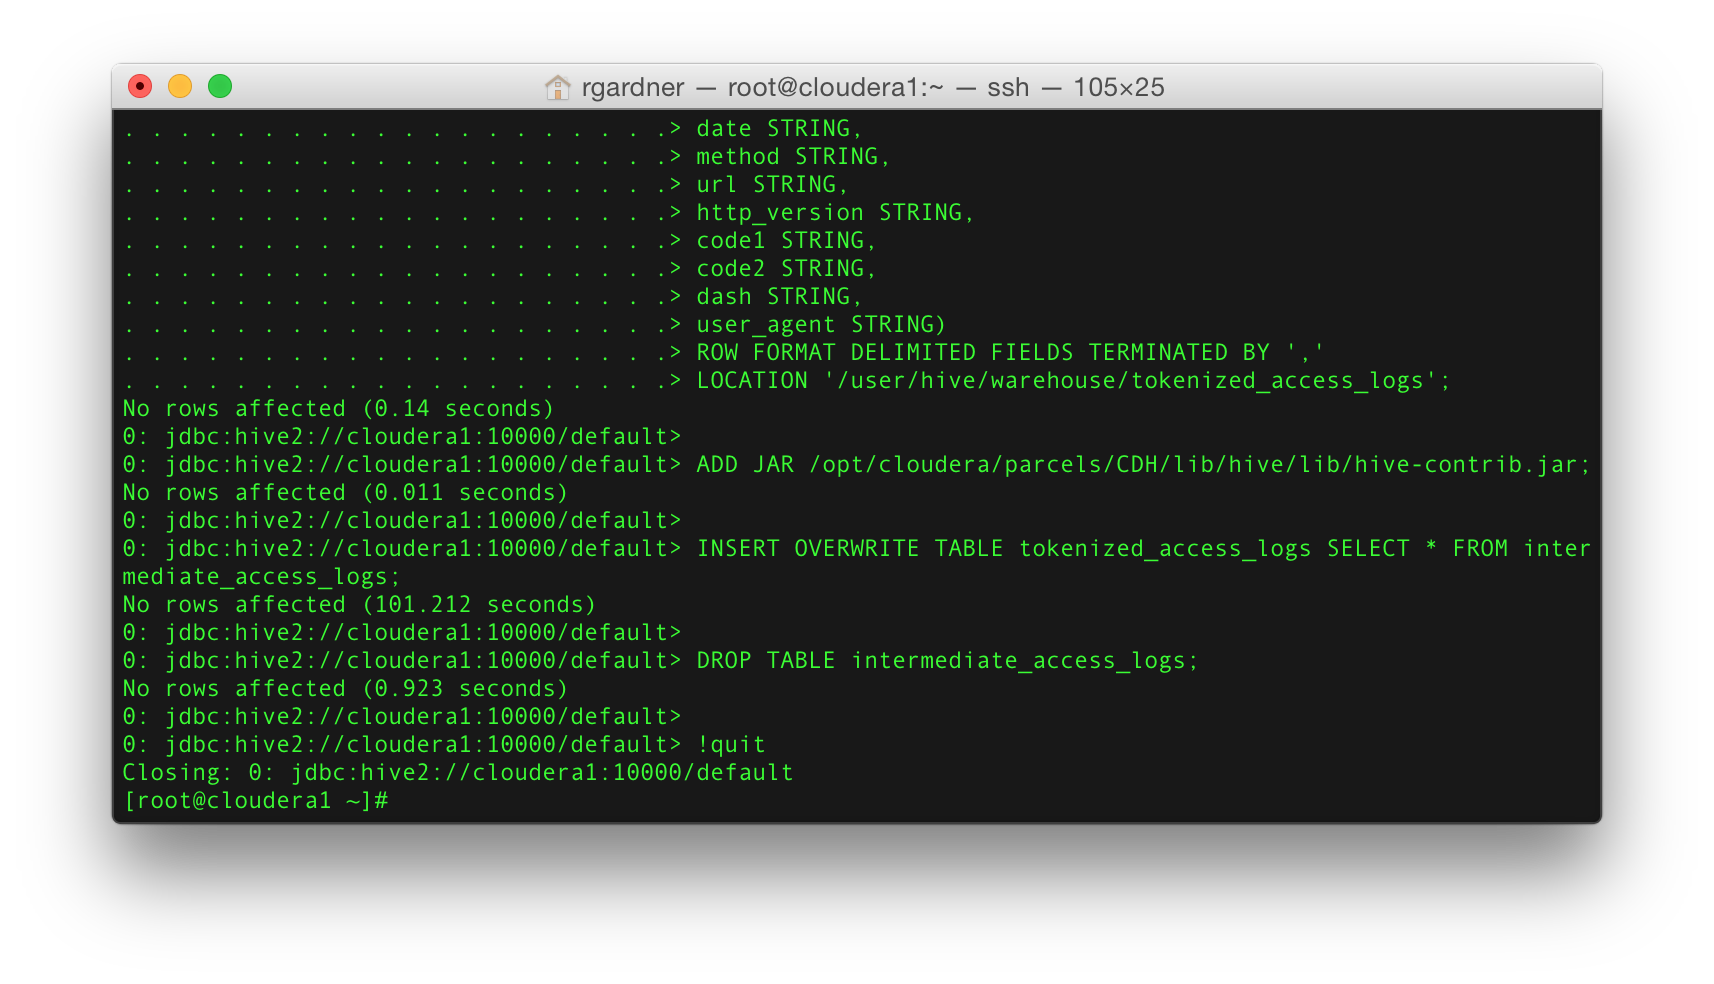 rgardner — root@cloudera1:~ — ssh — 105×25
. . . . . . . . . . . . . . . . . . . .> date STRING,
. . . . . . . . . . . . . . . . . . . .> method STRING,
. . . . . . . . . . . . . . . . . . . .> url STRING,
. . . . . . . . . . . . . . . . . . . .> http_version STRING,
. . . . . . . . . . . . . . . . . . . .> code1 STRING,
. . . . . . . . . . . . . . . . . . . .> code2 STRING,
. . . . . . . . . . . . . . . . . . . .> dash STRING,
. . . . . . . . . . . . . . . . . . . .> user_agent STRING)
. . . . . . . . . . . . . . . . . . . .> ROW FORMAT DELIMITED FIELDS TERMINATED BY ','
. . . . . . . . . . . . . . . . . . . .> LOCATION '/user/hive/warehouse/tokenized_access_logs';
No rows affected (0.14 seconds)
0: jdbc:hive2://cloudera1:10000/default>
0: jdbc:hive2://cloudera1:10000/default> ADD JAR /opt/cloudera/parcels/CDH/lib/hive/lib/hive-contrib.jar;
No rows affected (0.011 seconds)
0: jdbc:hive2://cloudera1:10000/default>
0: jdbc:hive2://cloudera1:10000/default> INSERT OVERWRITE TABLE tokenized_access_logs SELECT * FROM inter
mediate_access_logs;
No rows affected (101.212 seconds)
0: jdbc:hive2://cloudera1:10000/default>
0: jdbc:hive2://cloudera1:10000/default> DROP TABLE intermediate_access_logs;
No rows affected (0.923 seconds)
0: jdbc:hive2://cloudera1:10000/default>
0: jdbc:hive2://cloudera1:10000/default> !quit
Closing: 0: jdbc:hive2://cloudera1:10000/default
[root@cloudera1 ~]#